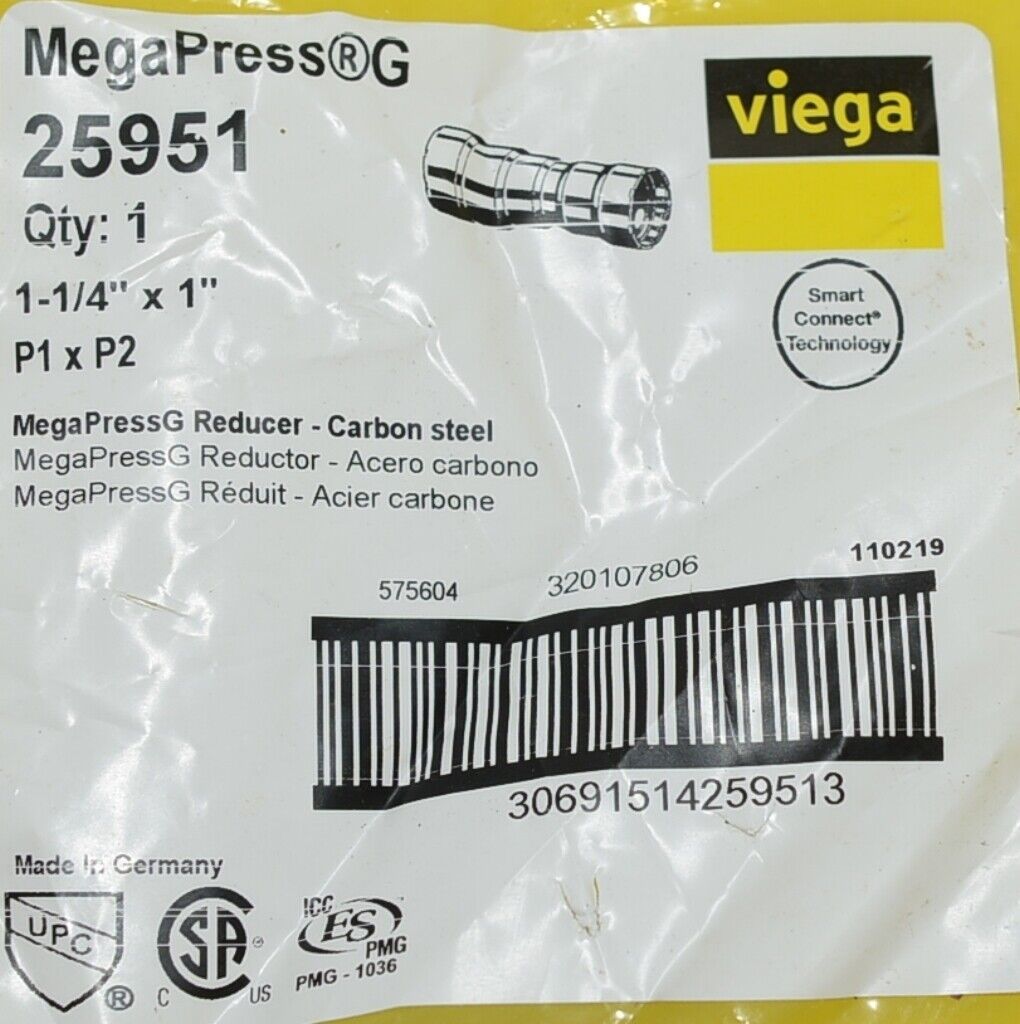 MegaPress®G
viega
25951
Qty: 1
1-1/4" x 1"
P1 x P2
Smart
Connect®
Technology
MegaPressG Reducer - Carbon steel
MegaPressG Reductor - Acero carbono
MegaPressG Réduit - Acier carbone
575604 320107806 110219
30691514259513
Made In Germany
UPC ®
SA ®
C US
ICC
ES
PMG
PMG - 1036